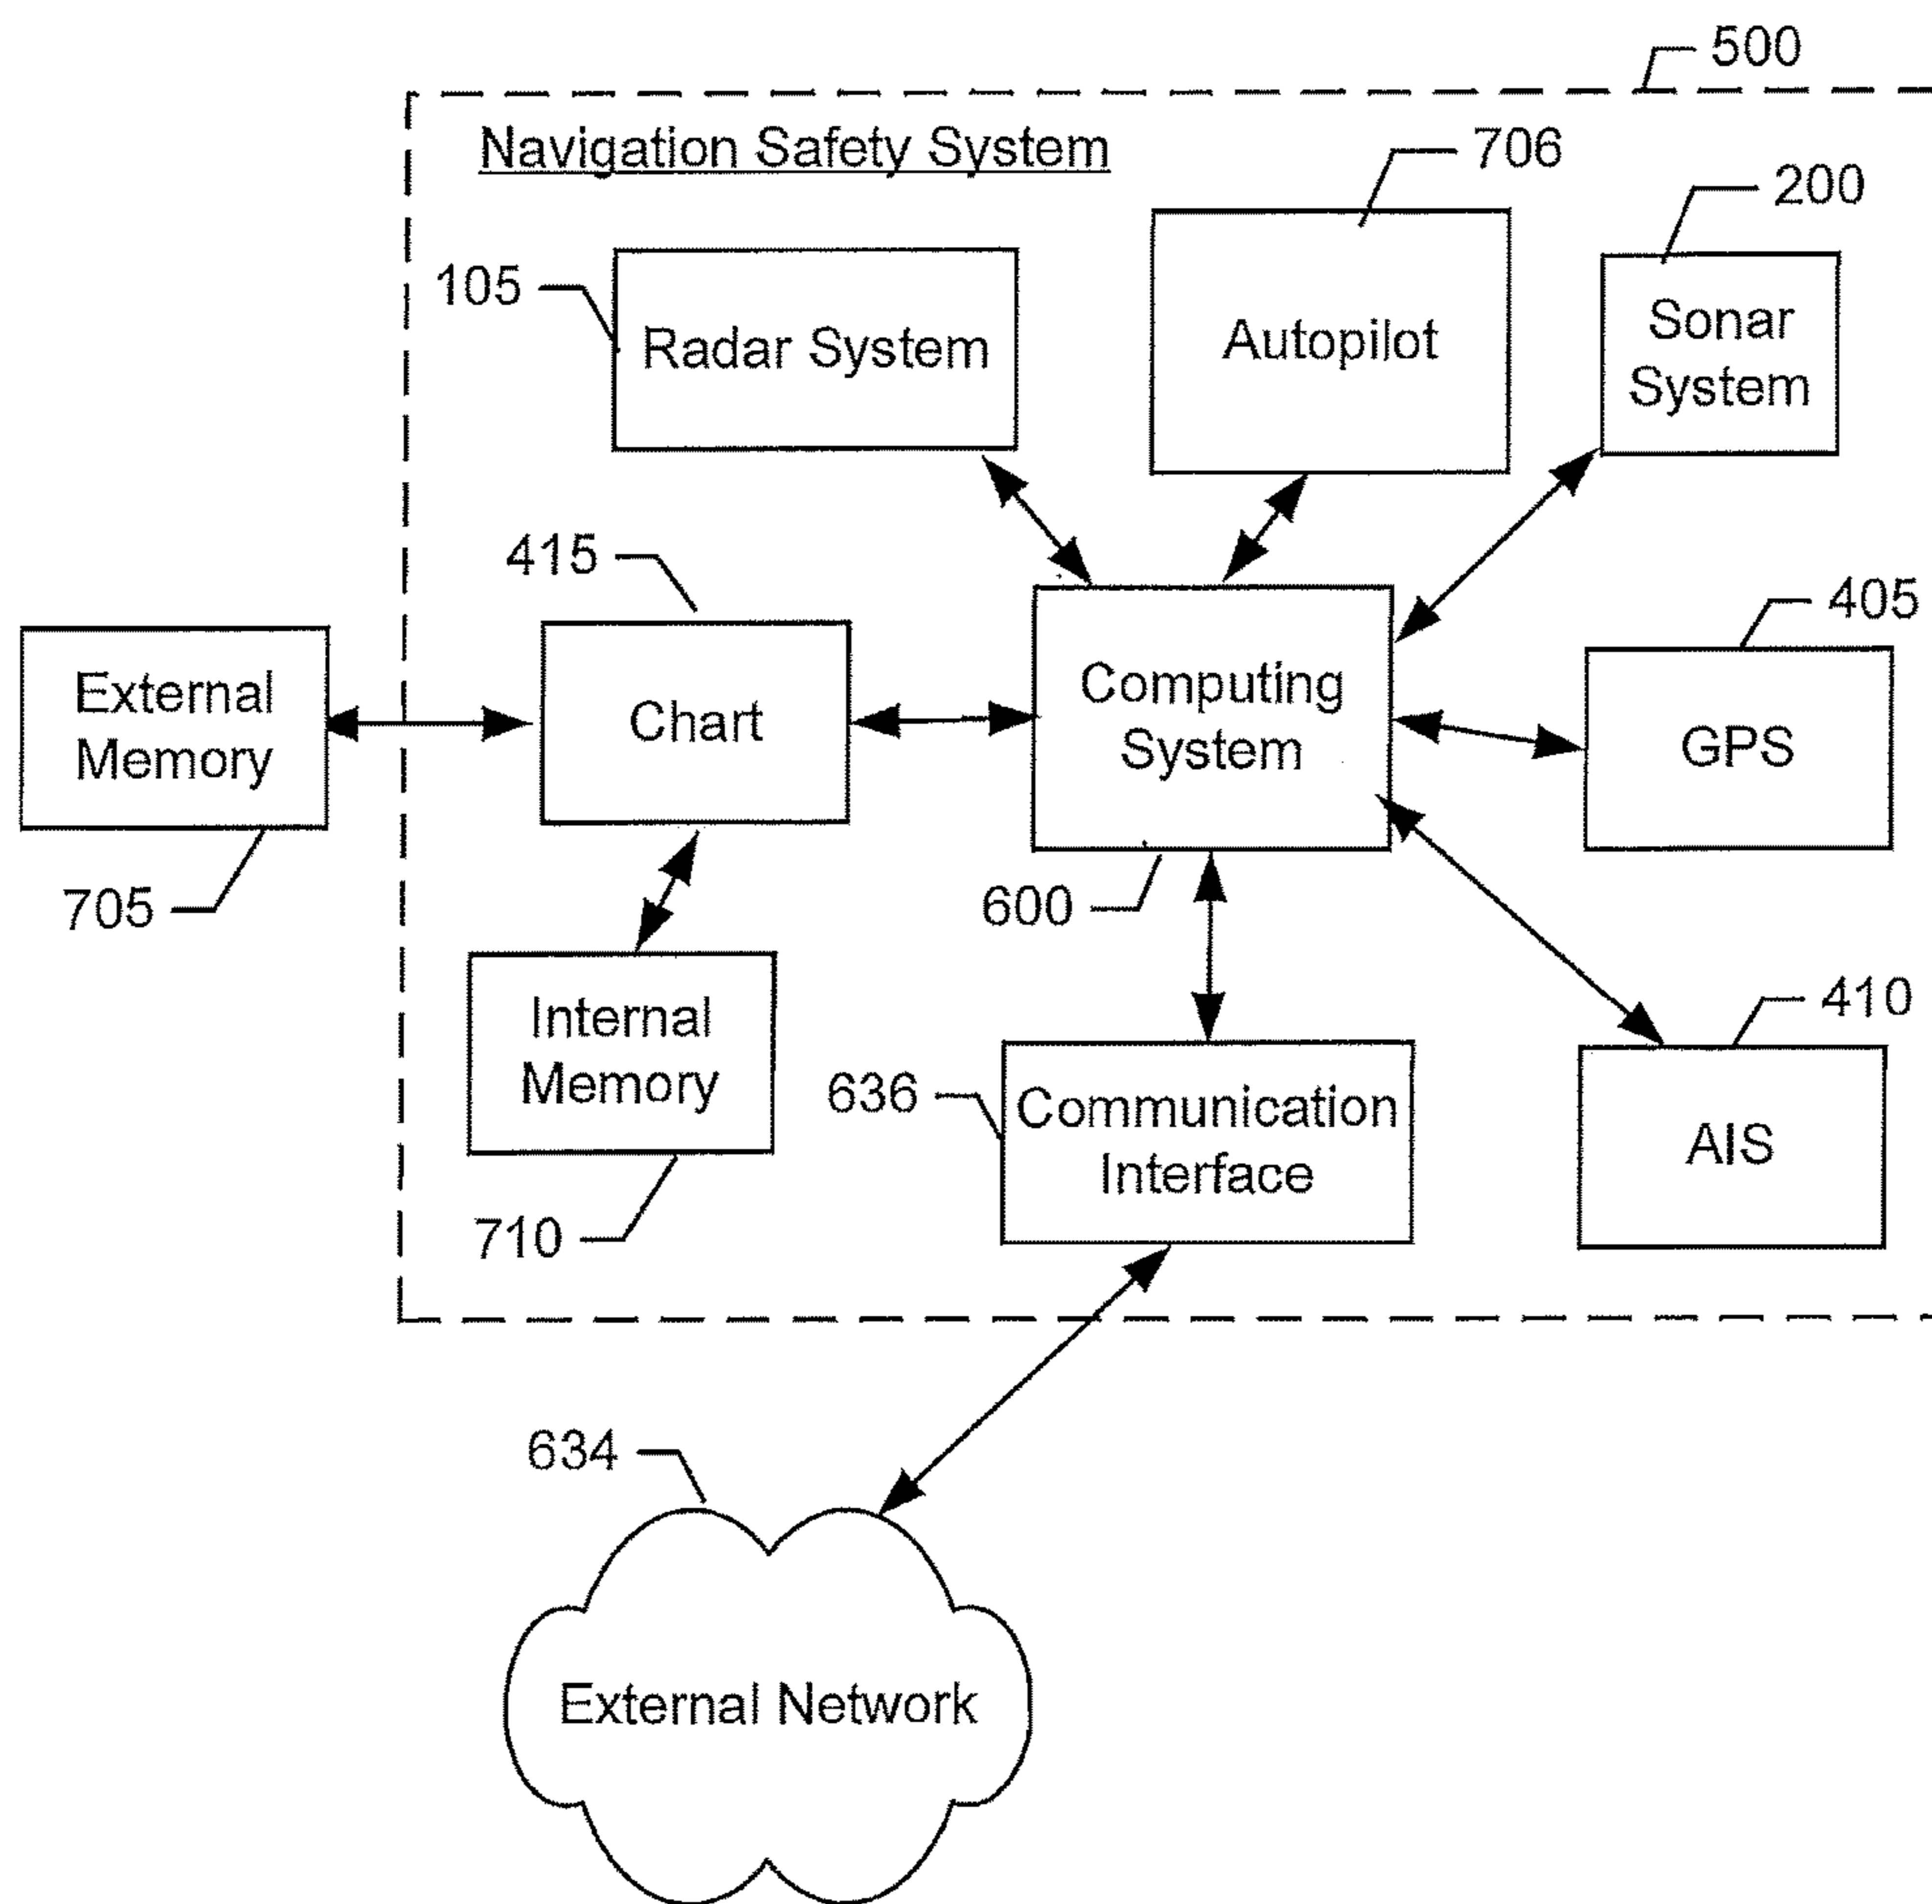 500
Navigation Safety System
706
200
105
Radar System
Autopilot
Sonar
System
415
405
External
Memory
Chart
Computing
System
GPS
705
600
Internal
Memory
410
636
Communication
Interface
AIS
710
634
External Network